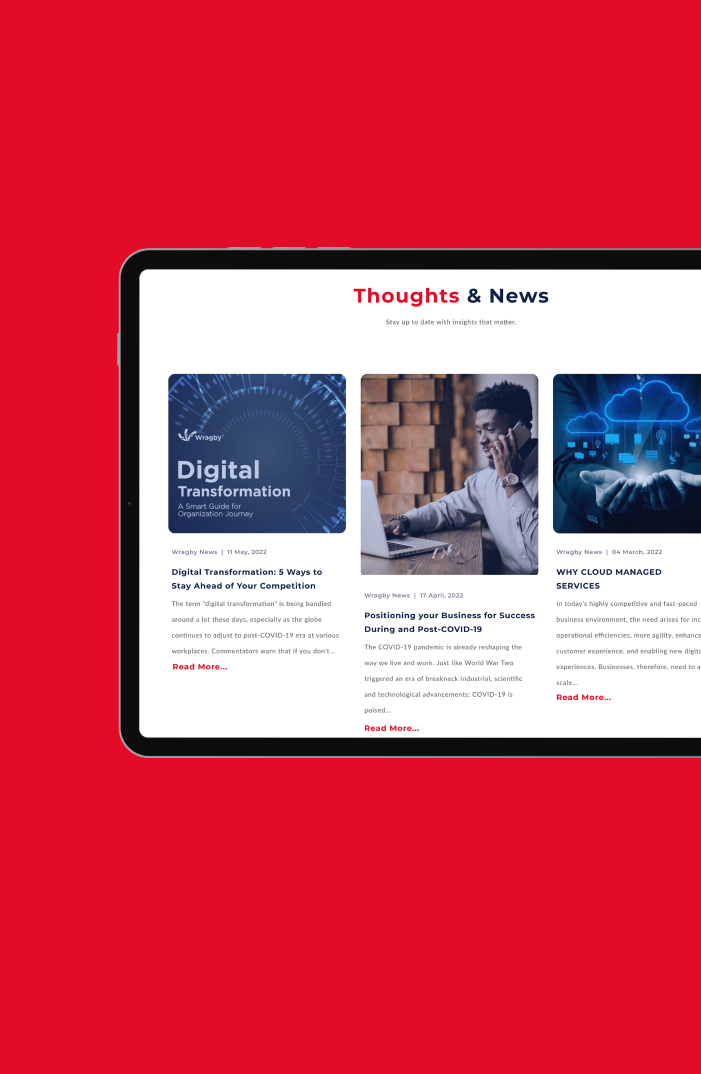 Thoughts & News
Stay up to date with insights that matter.
Wragby
Digital
Transformation
A Smart Guide for
Organization Journey
Wragby News | 11 May, 2022
Digital Transformation: 5 Ways to
Stay Ahead of Your Competition
The term "digital transformation" is being bandied
around a lot these days, especially as the globe
continues to adjust to post-COVID-19 era at various
workplaces. Commentators warn that if you don't...
Read More...
Wragby News | 17 April, 2022
Positioning your Business for Success
During and Post-COVID-19
The COVID-19 pandemic is already reshaping the
way we live and work. Just like World War Two
triggered an era of breakneck industrial, scientific
and technological advancements; COVID-19 is
poised...
Read More...
Wragby News | 04 March, 2022
WHY CLOUD MANAGED
SERVICES
In today's highly competitive and fast-paced
business environment, the need arises for
operational efficiencies, more agility,
customer experience, and enabling new
experiences. Businesses, therefore, need to
scale...
Read More...